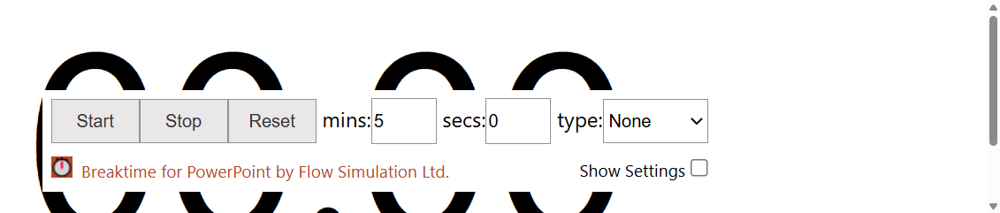 00:00
Start Stop Reset mins:5 secs:0 type:None
Breaktime for PowerPoint by Flow Simulation Ltd. Show Settings